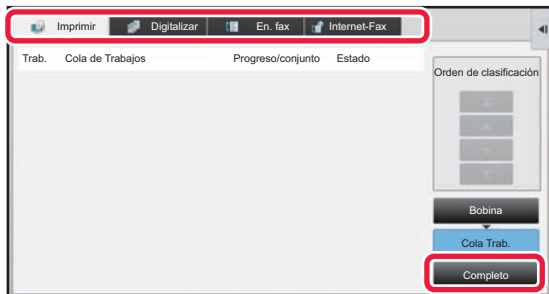 Imprimir Digitalizar En. fax Internet-Fax
Trab. Cola de Trabajos Progreso/conjunto Estado
Orden de clasificación
Bobina
Cola Trab.
Completo